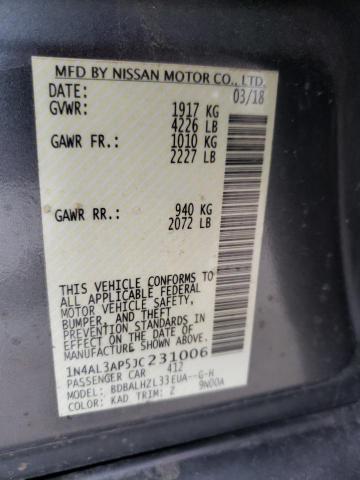 MFD BY NISSAN MOTOR CO., LTD.
DATE: 03/18
GVWR: 1917 KG
4226 LB
GAWR FR.: 1010 KG
2227 LB
GAWR RR.: 940 KG
2072 LB
THIS VEHICLE CONFORMS TO
ALL APPLICABLE FEDERAL
MOTOR VEHICLE SAFETY,
BUMPER, AND THEFT
PREVENTION STANDARDS IN
EFFECT ON THE DATE OF
MANUFACTURE SHOWN ABOVE.
1N4AL3AP5JC231006
PASSENGER CAR 412
MODEL: BDBALHZL33EUA--G-H
COLOR: KAD TRIM: Z 9N00A